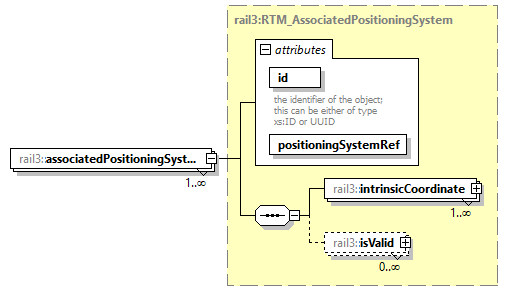 rail3:RTM_AssociatedPositioningSystem
attributes
id
the identifier of the object;
this can be either of type
xs:ID or UUID
positioningSystemRef
rail3::associatedPositioningSyst...
1..∞
rail3::intrinsicCoordinate
1..∞
rail3::isValid
0..∞